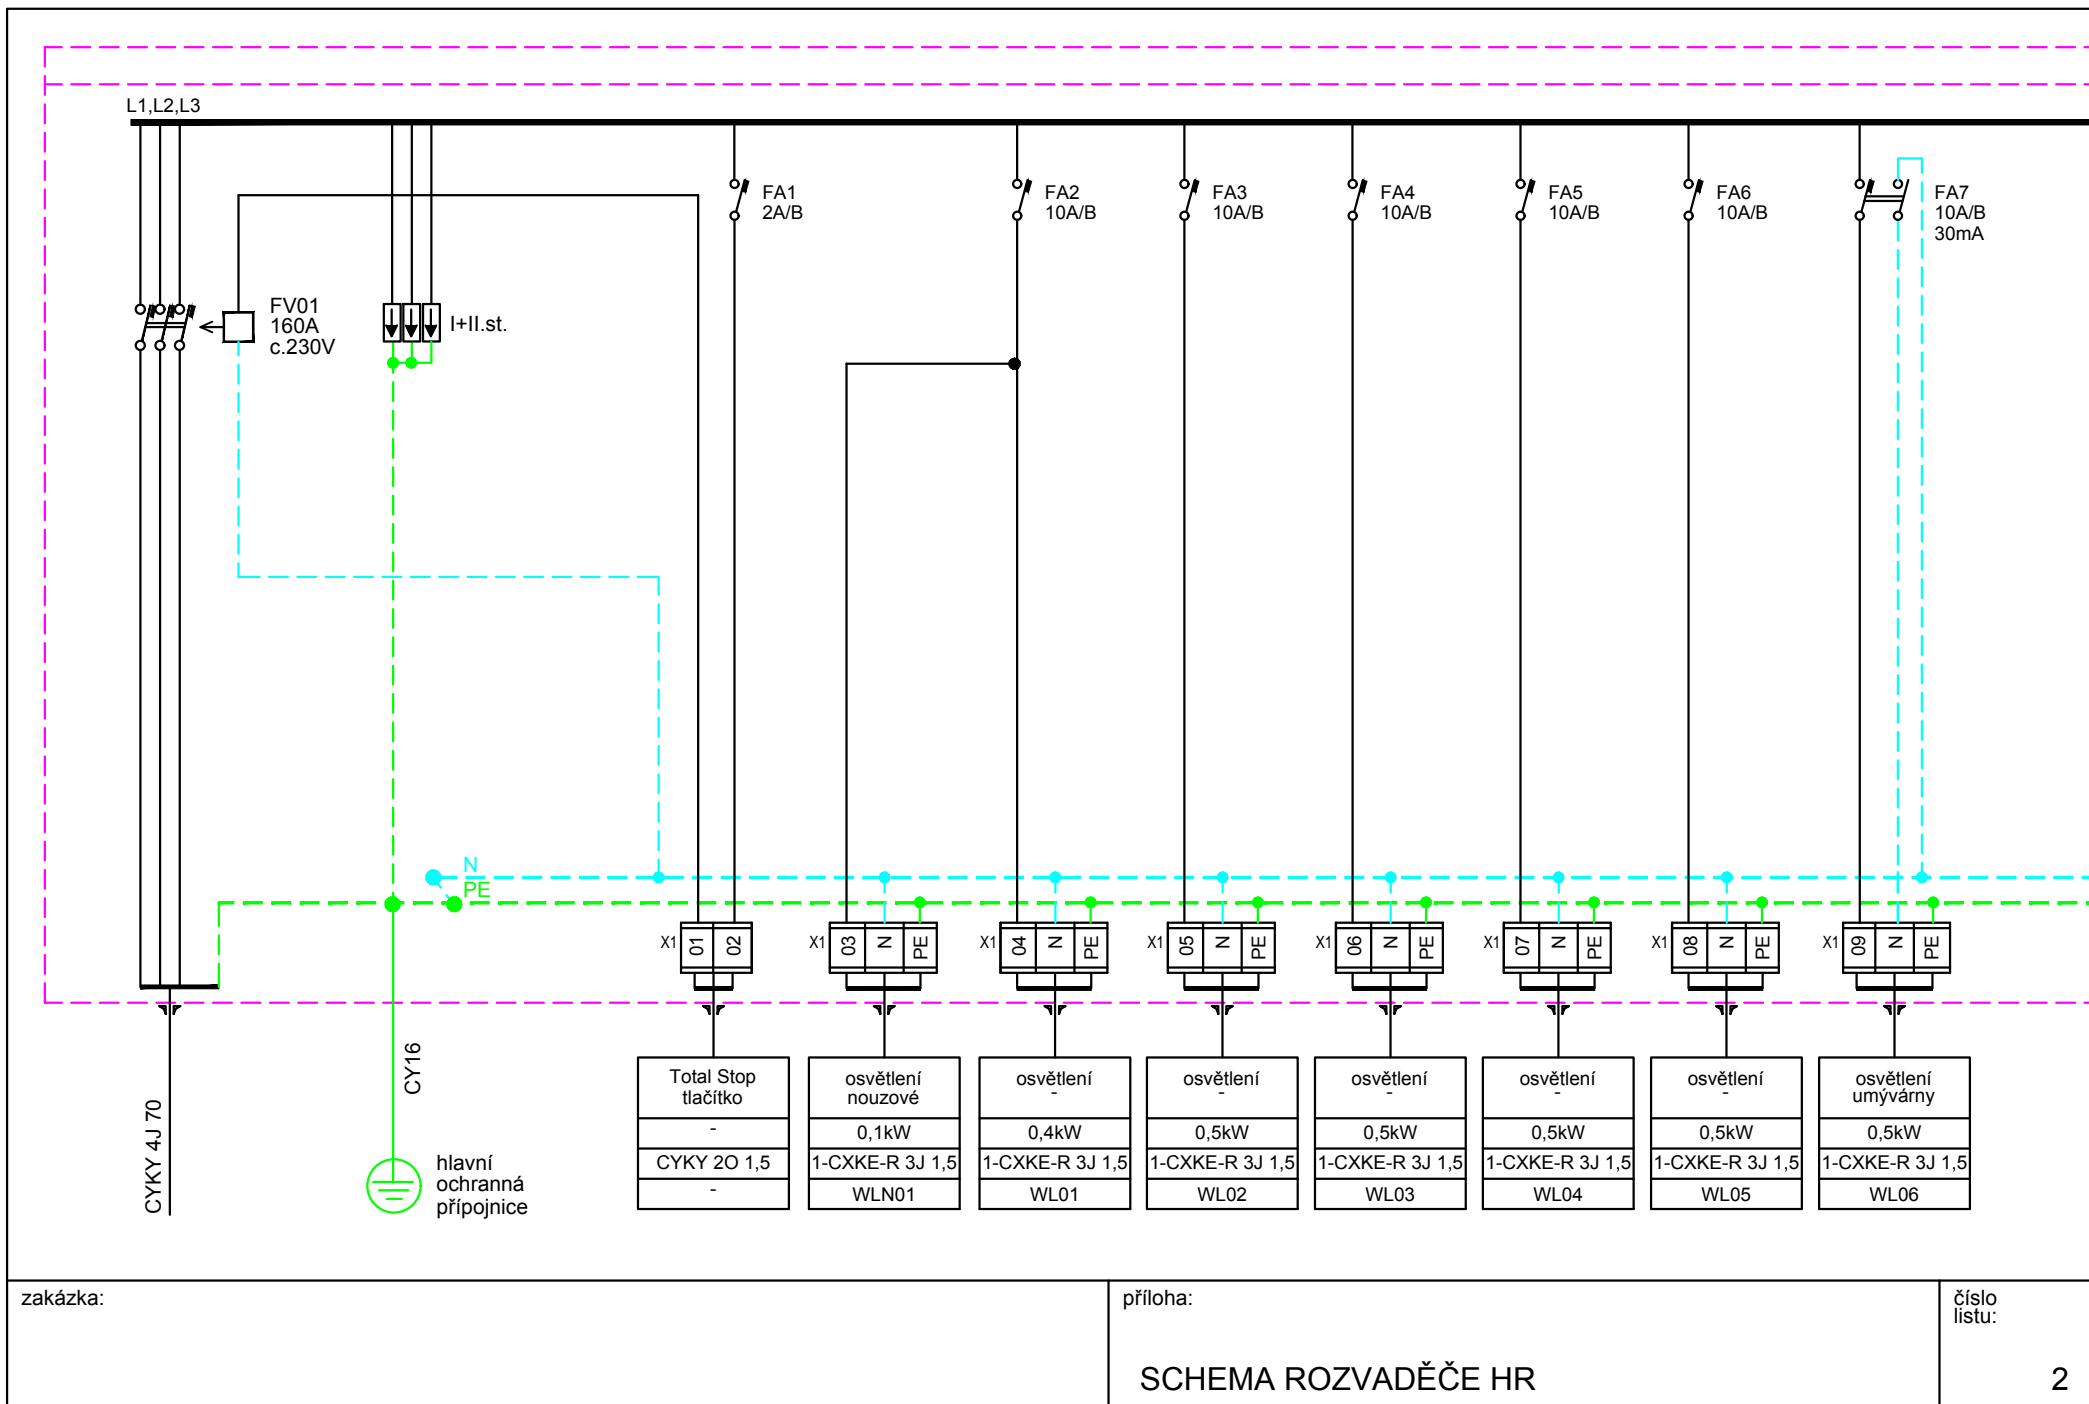 L1,L2,L3
FA1
2A/B
FA2
10A/B
FA3
10A/B
FA4
10A/B
FA5
10A/B
FA6
10A/B
FA7
10A/B
30mA
FV01
160A
c.230V
I+II.st.
N
PE
X1 01 02
X1 03 N PE
X1 04 N PE
X1 05 N PE
X1 06 N PE
X1 07 N PE
X1 08 N PE
X1 09 N PE
CYKY 4J 70
CY16
hlavní
ochranná
přípojnice
Total Stop
tlačítko
-
CYKY 2O 1,5
-
osvětlení
nouzové
0,1kW
1-CXKE-R 3J 1,5
WLN01
osvětlení
-
0,4kW
1-CXKE-R 3J 1,5
WL01
osvětlení
-
0,5kW
1-CXKE-R 3J 1,5
WL02
osvětlení
-
0,5kW
1-CXKE-R 3J 1,5
WL03
osvětlení
-
0,5kW
1-CXKE-R 3J 1,5
WL04
osvětlení
-
0,5kW
1-CXKE-R 3J 1,5
WL05
osvětlení
umývárny
0,5kW
1-CXKE-R 3J 1,5
WL06
zakázka:
příloha:
SCHEMA ROZVADĚČE HR
číslo
listu:
2